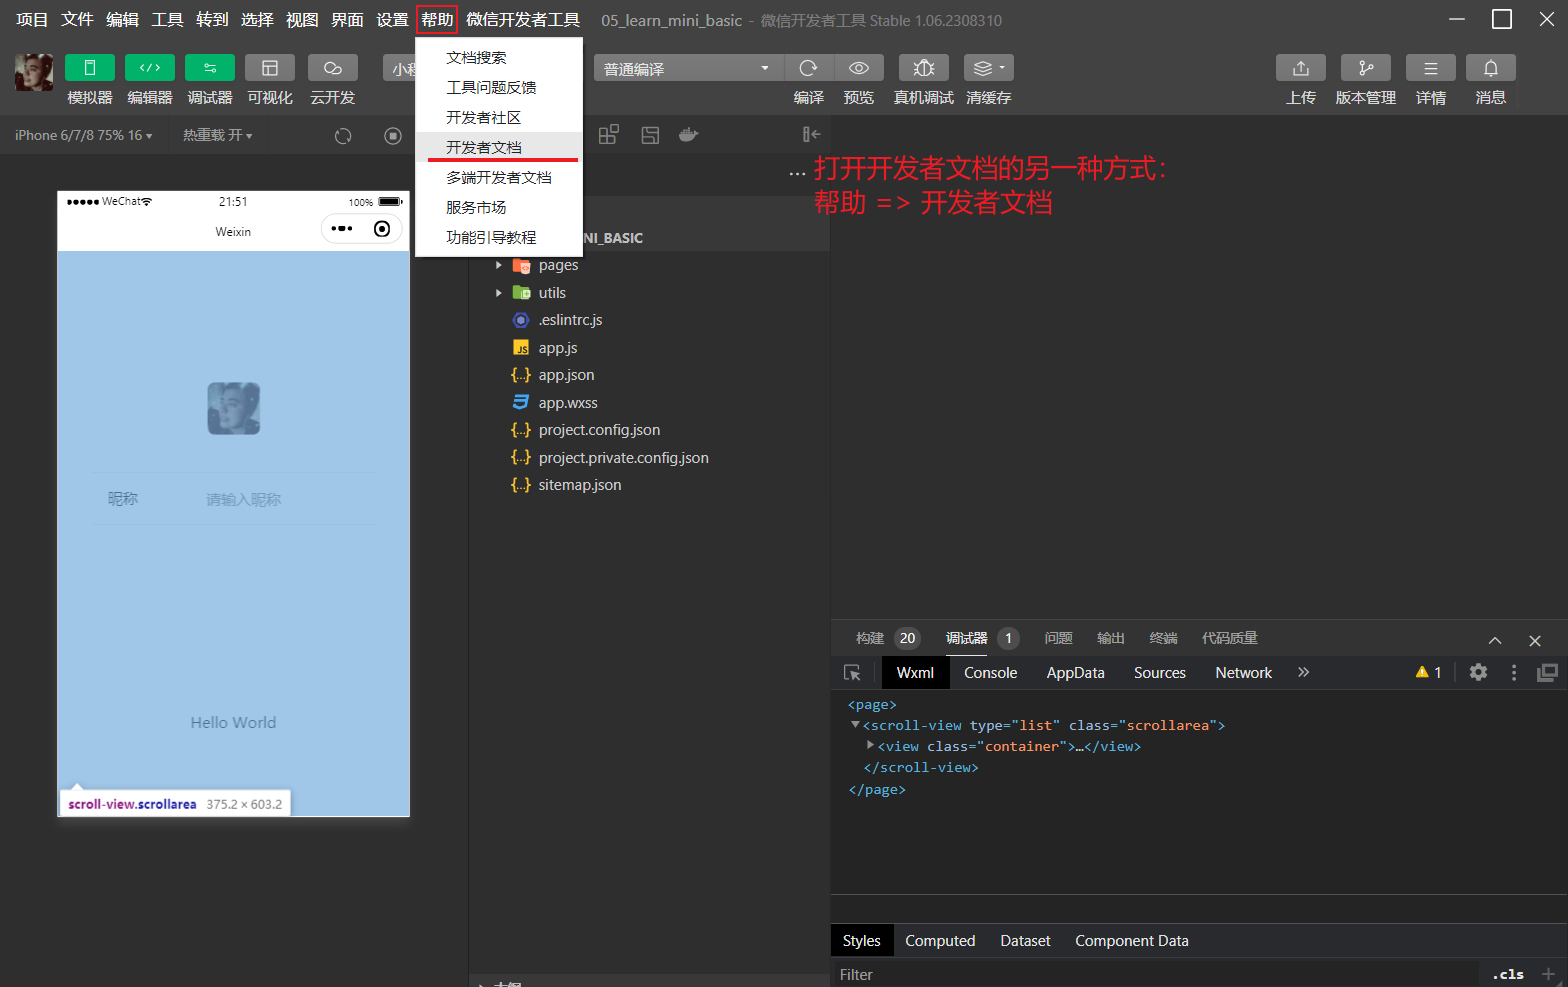 项目 文件 编辑 工具 转到 选择 视图 界面 设置 帮助 微信开发者工具 05_learn_mini_basic - 微信开发者工具 Stable 1.06.2308310
文档搜索
工具问题反馈
开发者社区
开发者文档
多端开发者文档
服务市场
功能引导教程
普通编译
模拟器 编辑器 调试器 可视化 云开发
编译 预览 真机调试 清缓存 上传 版本管理 详情 消息
iPhone 6/7/8 75% 16
热重载 开
打开开发者文档的另一种方式：
帮助 => 开发者文档
WeChat 21:51 100%
Weixin
昵称 请输入昵称
Hello World
scroll-view.scrollarea 375.2 × 603.2
NI_BASIC
pages
utils
.eslintrc.js
app.js
app.json
app.wxss
project.config.json
project.private.config.json
sitemap.json
构建 20 调试器 1 问题 输出 终端 代码质量
Wxml Console AppData Sources Network 1
<page>
<scroll-view type="list" class="scrollarea">
<view class="container">…</view>
</scroll-view>
</page>
Styles Computed Dataset Component Data
Filter .cls